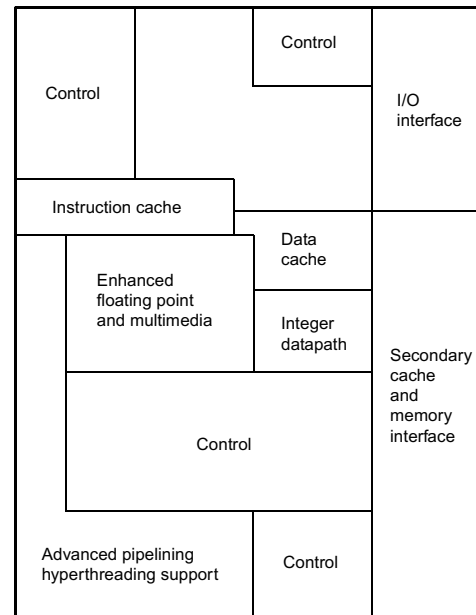 Control
Control
I/O
interface
Instruction cache
Data
cache
Enhanced
floating point
and multimedia
Integer
datapath
Secondary
cache
and
memory
interface
Control
Advanced pipelining
hyperthreading support
Control